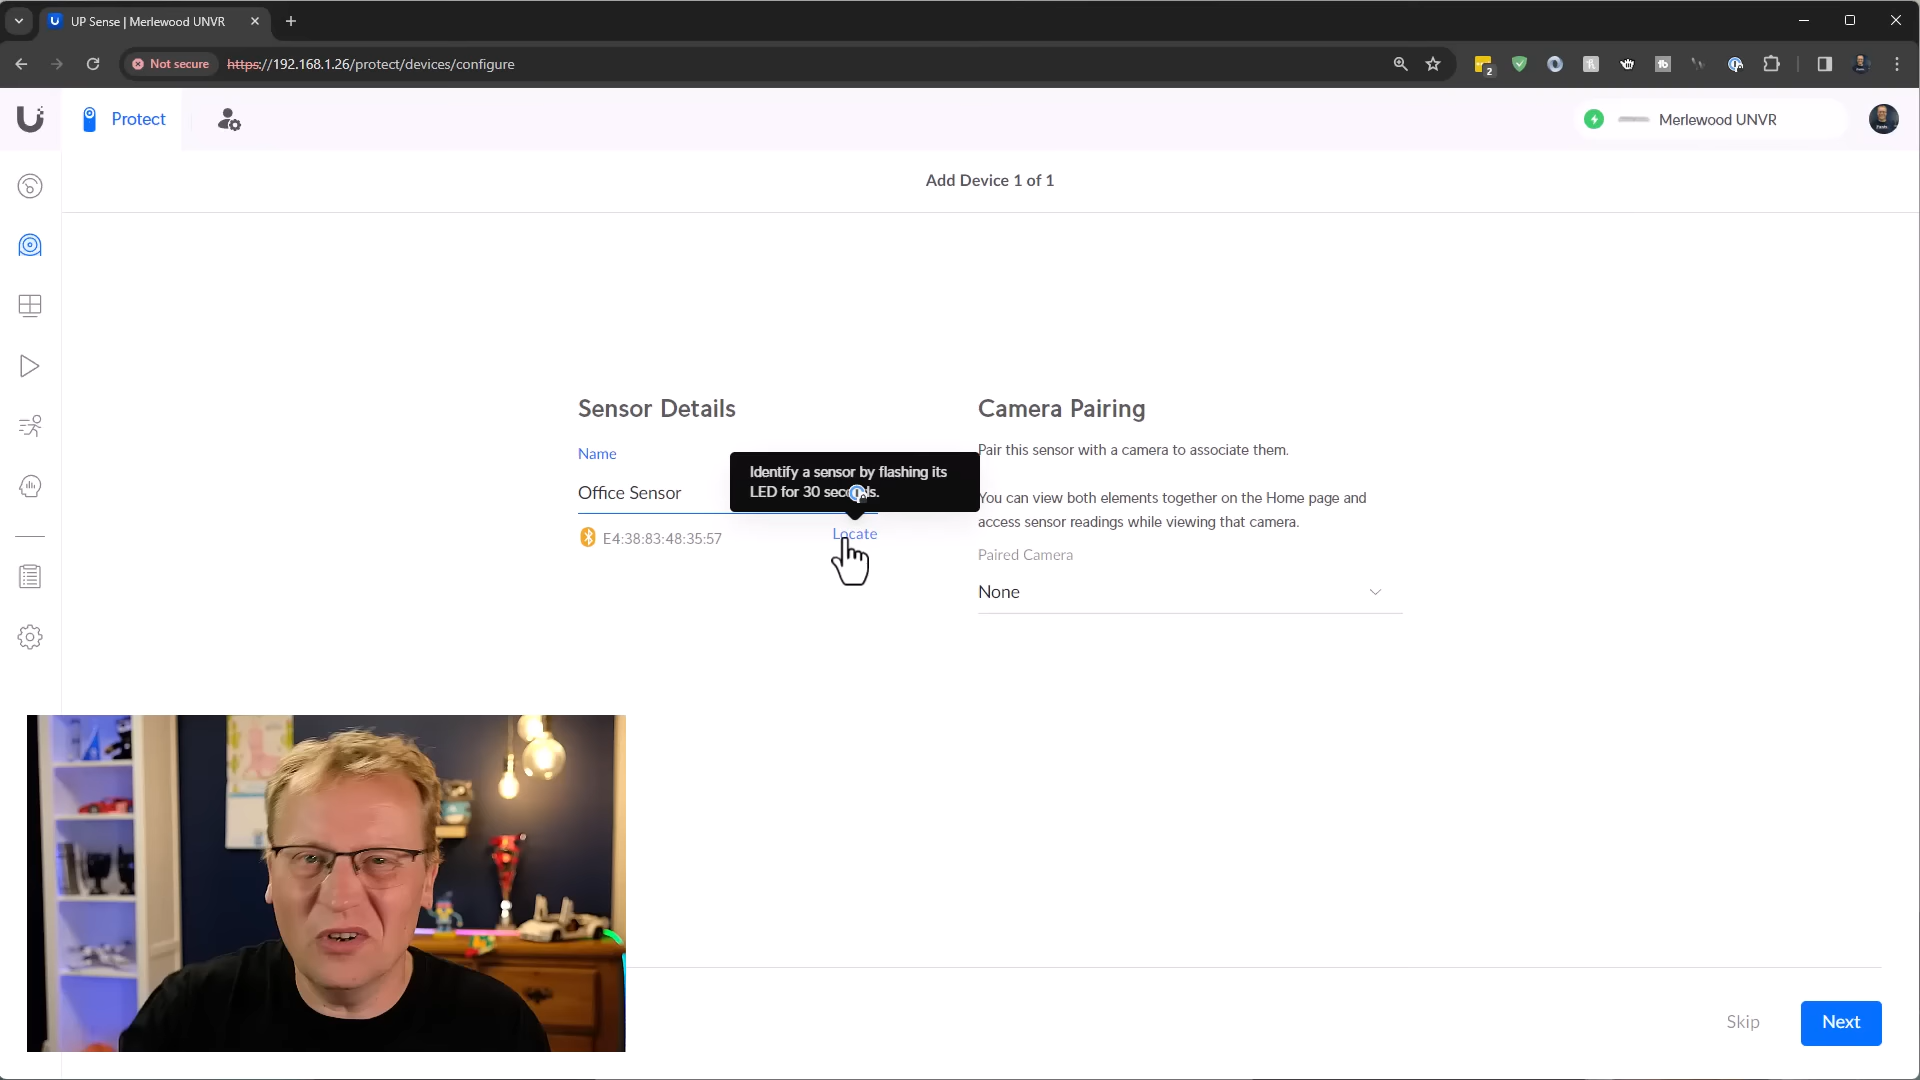 UP Sense | Merlewood UNVR
Not secure
https://192.168.1.26/protect/devices/configure
2
Protect
Merlewood UNVR
Add Device 1 of 1
Sensor Details
Name
Office Sensor
E4:38:83:48:35:57
Identify a sensor by flashing its
LED for 30 seconds.
Locate
Camera Pairing
Pair this sensor with a camera to associate them.
You can view both elements together on the Home page and
access sensor readings while viewing that camera.
Paired Camera
None
Skip
Next